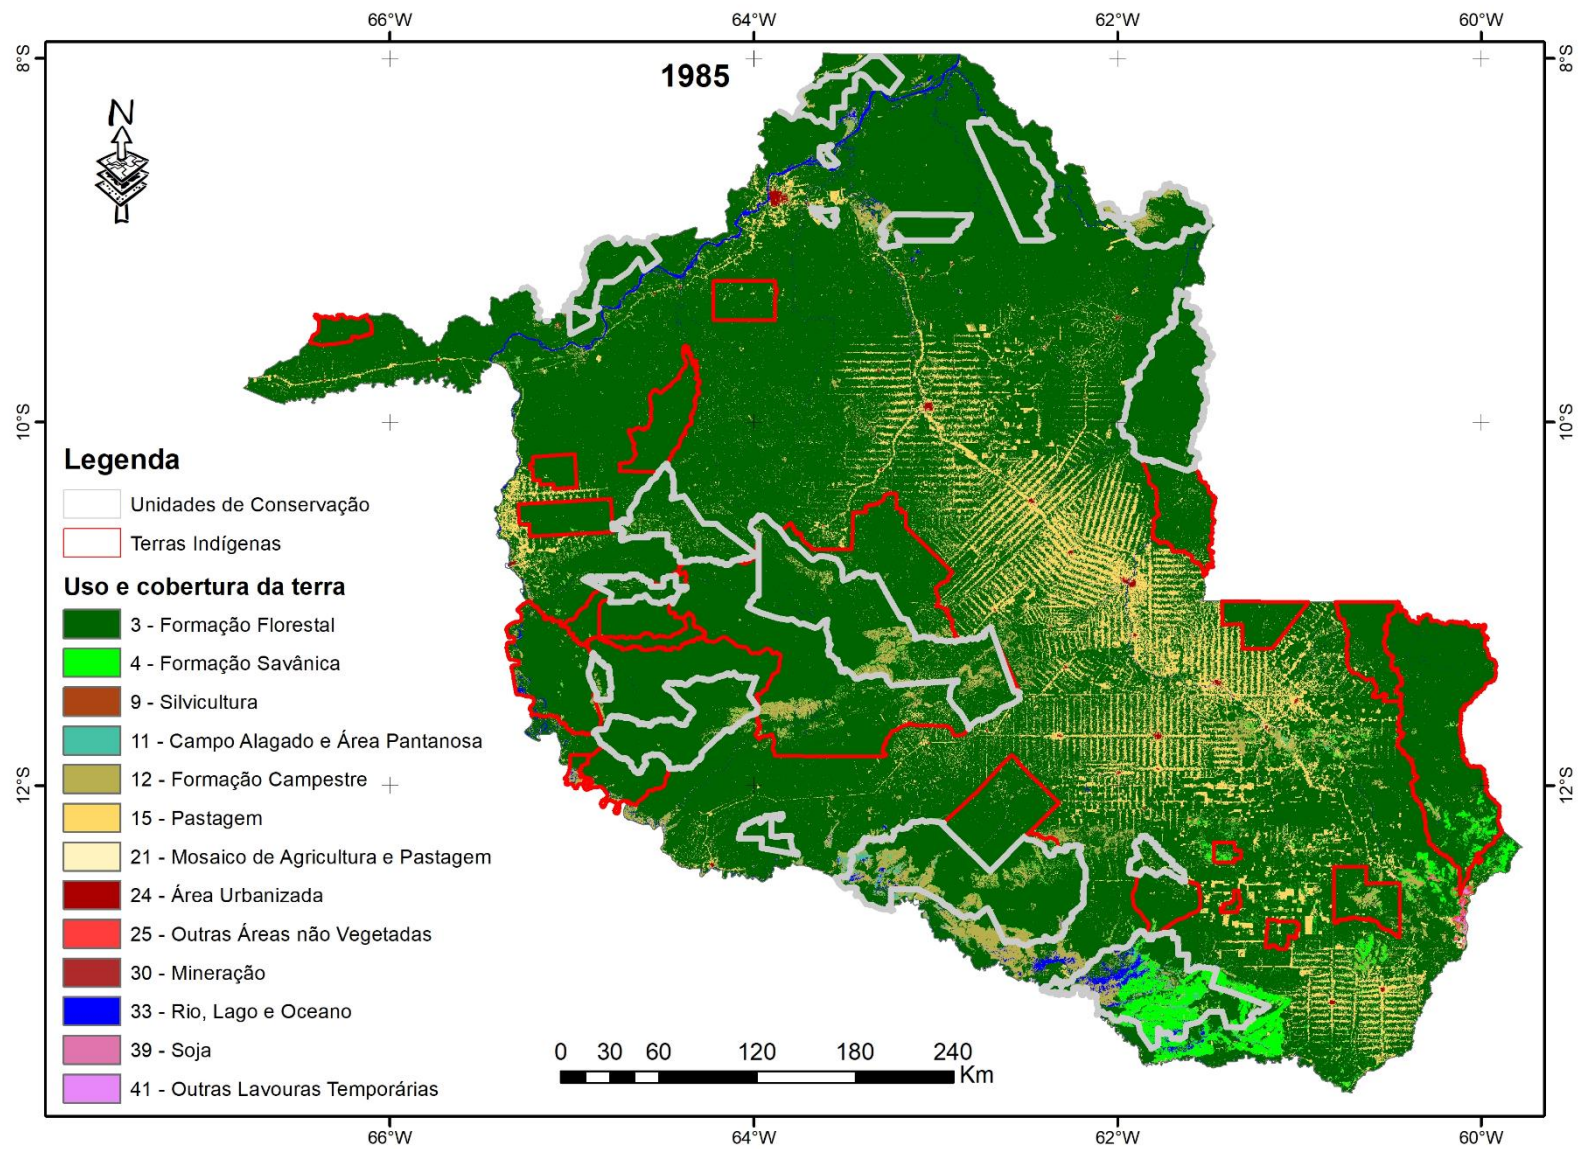 66°W 64°W 62°W 60°W
8°S 8°S
1985
N
10°S 10°S
Legenda
Unidades de Conservação
Terras Indígenas
Uso e cobertura da terra
3 - Formação Florestal
4 - Formação Savânica
9 - Silvicultura
11 - Campo Alagado e Área Pantanosa
12 - Formação Campestre
12°S 12°S
15 - Pastagem
21 - Mosaico de Agricultura e Pastagem
24 - Área Urbanizada
25 - Outras Áreas não Vegetadas
30 - Mineração
33 - Rio, Lago e Oceano
39 - Soja
41 - Outras Lavouras Temporárias
0 30 60 120 180 240
Km
66°W 64°W 62°W 60°W